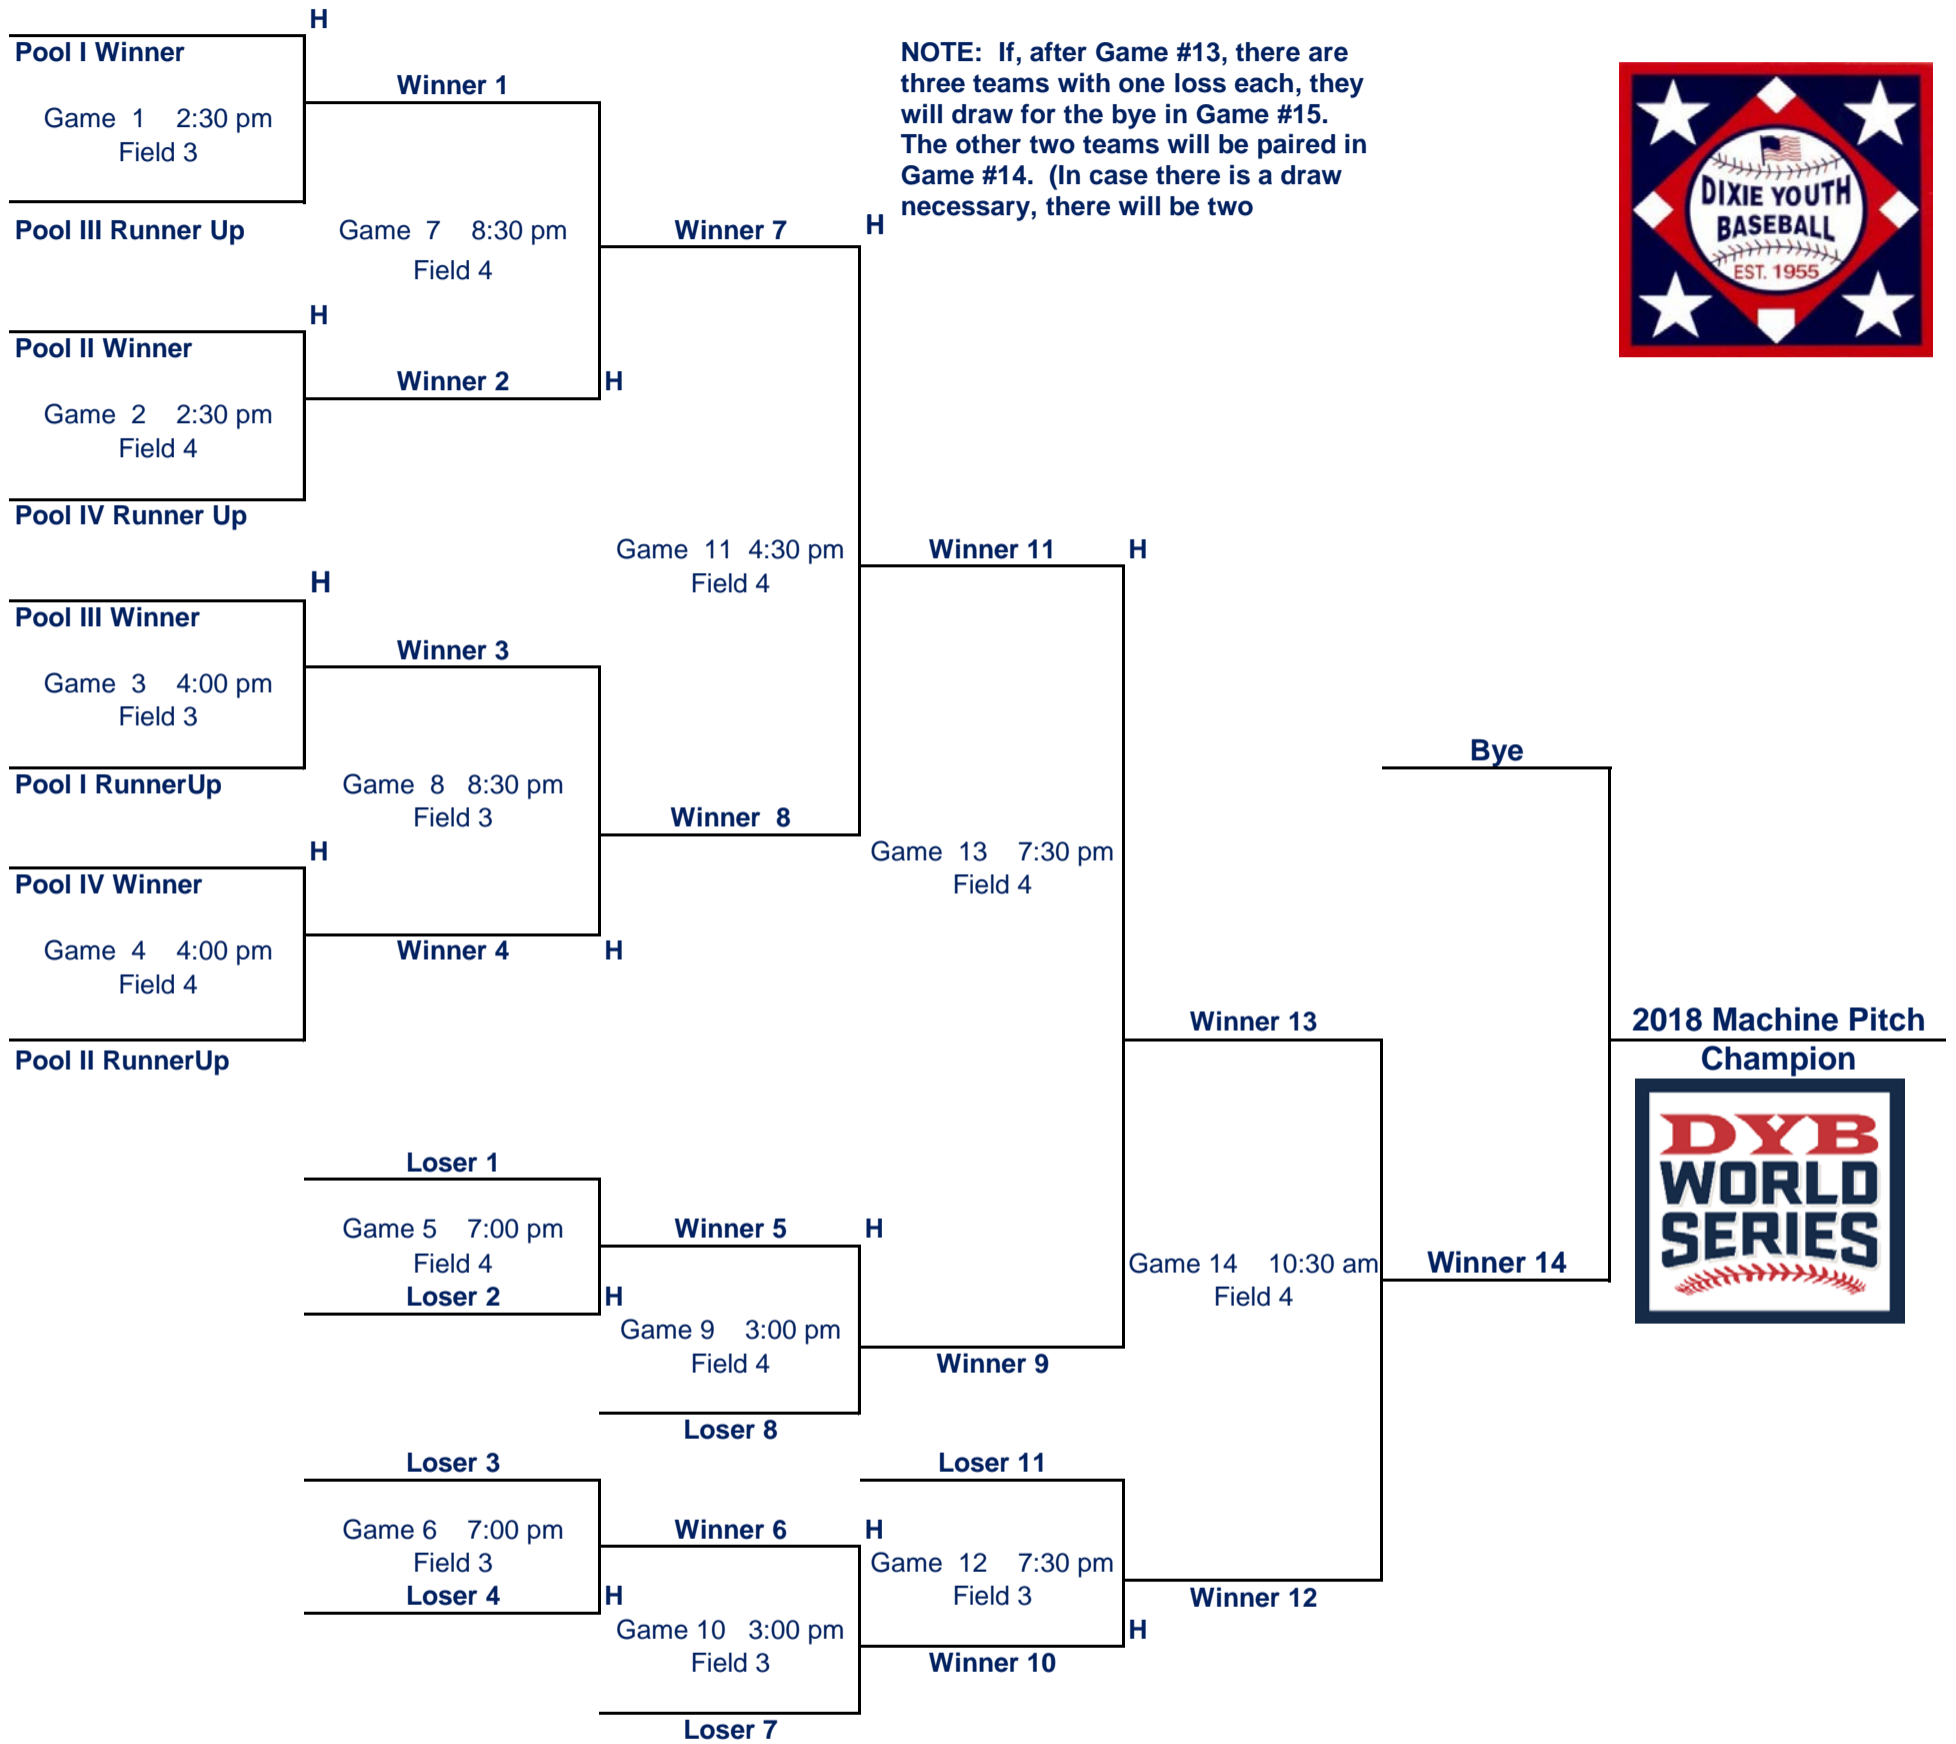 H
Pool I Winner
Winner 1
Game 1 2:30 pm
Field 3
Pool III Runner Up
Game 7 8:30 pm
Field 4
H
Pool II Winner
Winner 2 H
Game 2 2:30 pm
Field 4
Pool IV Runner Up
Winner 7 H
NOTE: If, after Game #13, there are
three teams with one loss each, they
will draw for the bye in Game #15.
The other two teams will be paired in
Game #14. (In case there is a draw
necessary, there will be two
DIXIE YOUTH
BASEBALL
EST. 1955
Game 11 4:30 pm
Field 4
Winner 11 H
H
Pool III Winner
Winner 3
Game 3 4:00 pm
Field 3
Pool I RunnerUp
Game 8 8:30 pm
Field 3
Winner 8
H
Pool IV Winner
Game 4 4:00 pm
Field 4
Winner 4 H
Pool II RunnerUp
Game 13 7:30 pm
Field 4
Bye
Winner 13
2018 Machine Pitch
Champion
DYB
WORLD
SERIES
Loser 1
Game 5 7:00 pm
Field 4
Loser 2 H
Winner 5 H
Game 9 3:00 pm
Field 4
Winner 9
Loser 8
Game 14 10:30 am
Field 4
Winner 14
Loser 3
Game 6 7:00 pm
Field 3
Loser 4 H
Winner 6 H
Game 10 3:00 pm
Field 3
Loser 7
Loser 11
Game 12 7:30 pm
Field 3
H
Winner 10
Winner 12